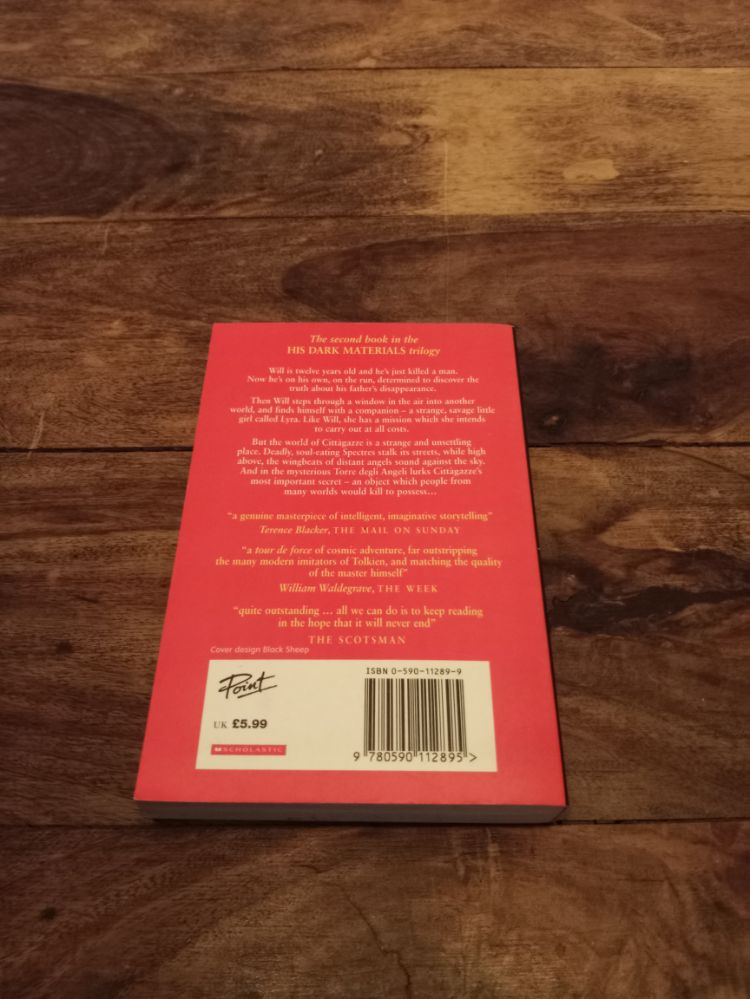 The second book in the
HIS DARK MATERIALS trilogy
Will is twelve years old and he's just killed a man.
Now he's on his own, on the run, determined to discover the
truth about his father's disappearance.
Then Will steps through a window in the air into another
world, and finds himself with a companion – a strange, savage little
girl called Lyra. Like Will, she has a mission which she intends
to carry out at all costs.
But the world of Cittàgazze is a strange and unsettling
place. Deadly, soul-eating Spectres stalk its streets, while high
above, the wingbeats of distant angels sound against the sky.
And in the mysterious Torre degli Angeli lurks Cittàgazze's
most important secret – an object which people from
many worlds would kill to possess...
"a genuine masterpiece of intelligent, imaginative storytelling"
Terence Blacker, THE MAIL ON SUNDAY
"a tour de force of cosmic adventure, far outstripping
the many modern imitators of Tolkien, and matching the quality
of the master himself"
William Waldegrave, THE WEEK
"quite outstanding ... all we can do is to keep reading
in the hope that it will never end"
THE SCOTSMAN
Cover design Black Sheep
Point
UK £5.99
SCHOLASTIC
ISBN 0-590-11289-9
9 780590 112895 >